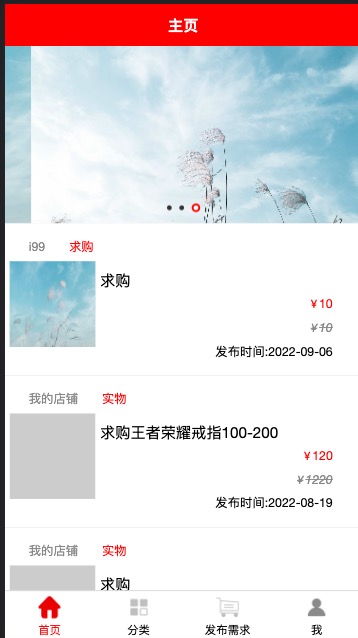 主页
i99 求购
求购
¥10
¥10
发布时间:2022-09-06
我的店铺 实物
求购王者荣耀戒指100-200
¥120
¥1220
发布时间:2022-08-19
我的店铺 实物
求购
首页 分类 发布需求 我